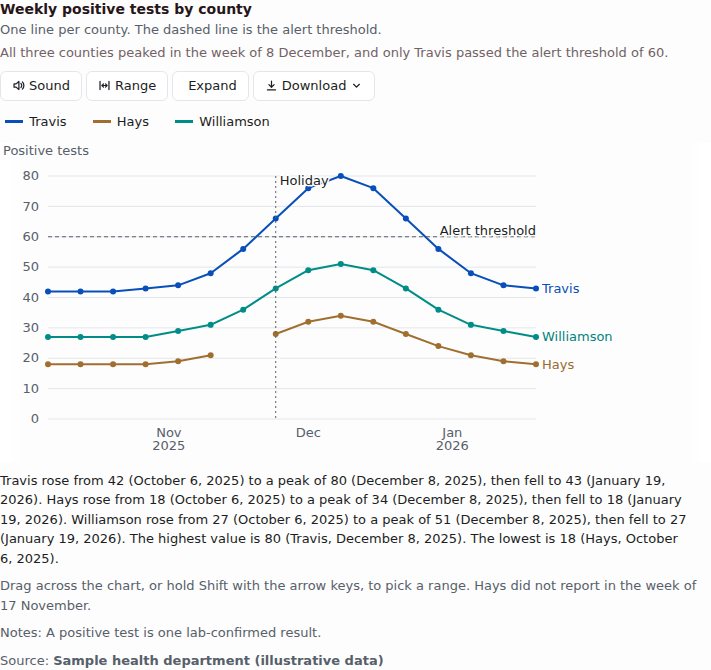 Weekly positive tests by county
One line per county. The dashed line is the alert threshold.
All three counties peaked in the week of 8 December, and only Travis passed the alert threshold of 60.
Sound Range Expand Download
Travis Hays Williamson
Positive tests
80
Holiday
70
60
Alert threshold
50
40
Travis
30
Williamson
20
Hays
10
0
Nov Dec Jan
2025 2026
Travis rose from 42 (October 6, 2025) to a peak of 80 (December 8, 2025), then fell to 43 (January 19,
2026). Hays rose from 18 (October 6, 2025) to a peak of 34 (December 8, 2025), then fell to 18 (January
19, 2026). Williamson rose from 27 (October 6, 2025) to a peak of 51 (December 8, 2025), then fell to 27
(January 19, 2026). The highest value is 80 (Travis, December 8, 2025). The lowest is 18 (Hays, October
6, 2025).
Drag across the chart, or hold Shift with the arrow keys, to pick a range. Hays did not report in the week of
17 November.
Notes: A positive test is one lab-confirmed result.
Source: Sample health department (illustrative data)